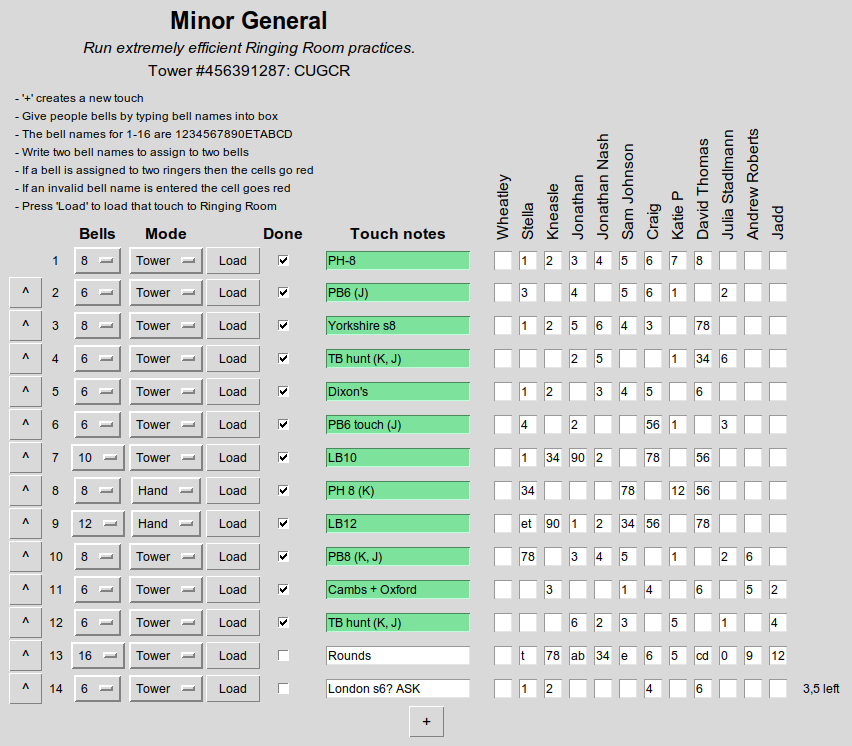 Minor General
Run extremely efficient Ringing Room practices.
Tower #456391287: CUGCR
- '+' creates a new touch
- Give people bells by typing bell names into box
- The bell names for 1-16 are 1234567890ETABCD
- Write two bell names to assign to two bells
- If a bell is assigned to two ringers then the cells go red
- If an invalid bell name is entered the cell goes red
- Press 'Load' to load that touch to Ringing Room
Bells Mode Done Touch notes Wheatley Stella Kneasle Jonathan Jonathan Nash Sam Johnson Craig Katie P David Thomas Julia Stadlmann Andrew Roberts Jadd
1 8 Tower Load PH-8 1 2 3 4 5 6 7 8
^ 2 6 Tower Load PB6 (J) 3 4 5 6 1 2
^ 3 8 Tower Load Yorkshire s8 1 2 5 6 4 3 78
^ 4 6 Tower Load TB hunt (K, J) 2 5 1 34 6
^ 5 6 Tower Load Dixon's 1 2 3 4 5 6
^ 6 6 Tower Load PB6 touch (J) 4 2 56 1 3
^ 7 10 Tower Load LB10 1 34 90 2 78 56
^ 8 8 Hand Load PH 8 (K) 34 78 12 56
^ 9 12 Hand Load LB12 et 90 1 2 34 56 78
^ 10 8 Tower Load PB8 (K, J) 78 3 4 5 1 2 6
^ 11 6 Tower Load Cambs + Oxford 3 1 4 6 5 2
^ 12 6 Tower Load TB hunt (K, J) 6 2 3 5 1 4
^ 13 16 Tower Load Rounds t 78 ab 34 e 6 5 cd 0 9 12
^ 14 6 Tower Load London s6? ASK 1 2 4 6 3,5 left
+